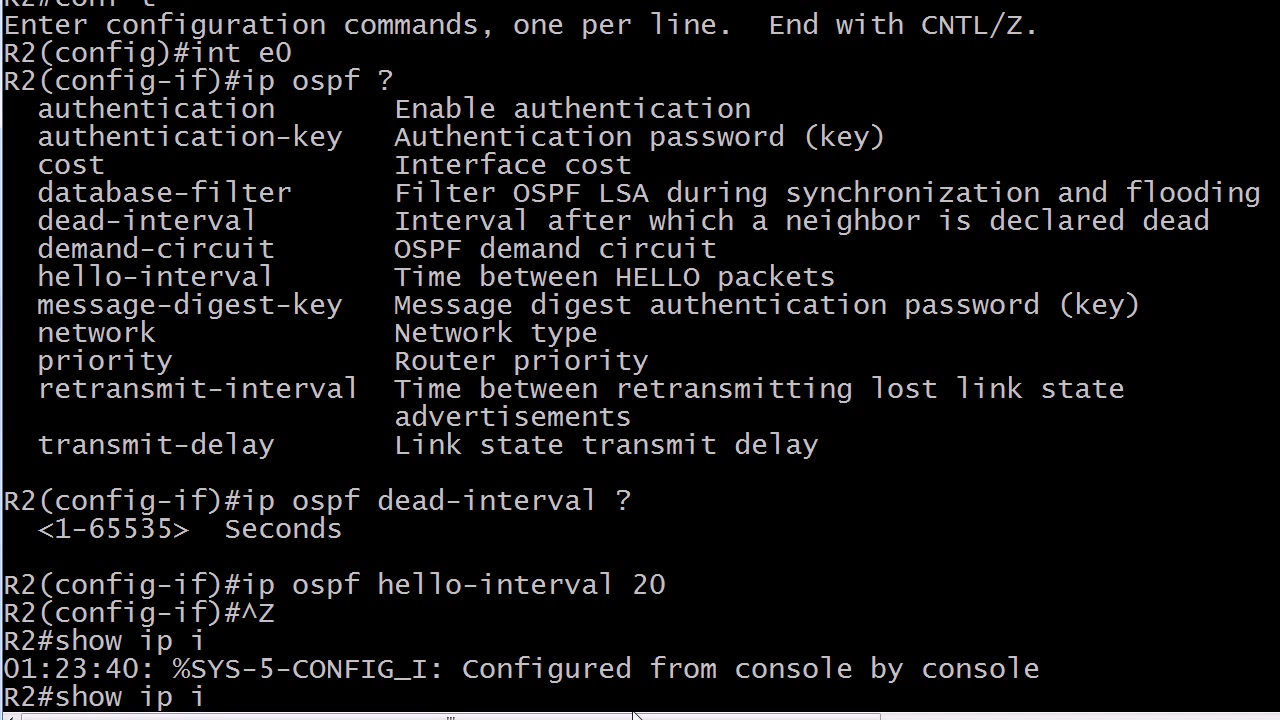 R2#conf t
Enter configuration commands, one per line.  End with CNTL/Z.
R2(config)#int e0
R2(config-if)#ip ospf ?
  authentication       Enable authentication
  authentication-key   Authentication password (key)
  cost                 Interface cost
  database-filter      Filter OSPF LSA during synchronization and flooding
  dead-interval        Interval after which a neighbor is declared dead
  demand-circuit       OSPF demand circuit
  hello-interval       Time between HELLO packets
  message-digest-key   Message digest authentication password (key)
  network              Network type
  priority             Router priority
  retransmit-interval  Time between retransmitting lost link state
                       advertisements
  transmit-delay       Link state transmit delay
R2(config-if)#ip ospf dead-interval ?
  <1-65535>  Seconds
R2(config-if)#ip ospf hello-interval 20
R2(config-if)#^Z
R2#show ip i
01:23:40: %SYS-5-CONFIG_I: Configured from console by console
R2#show ip i